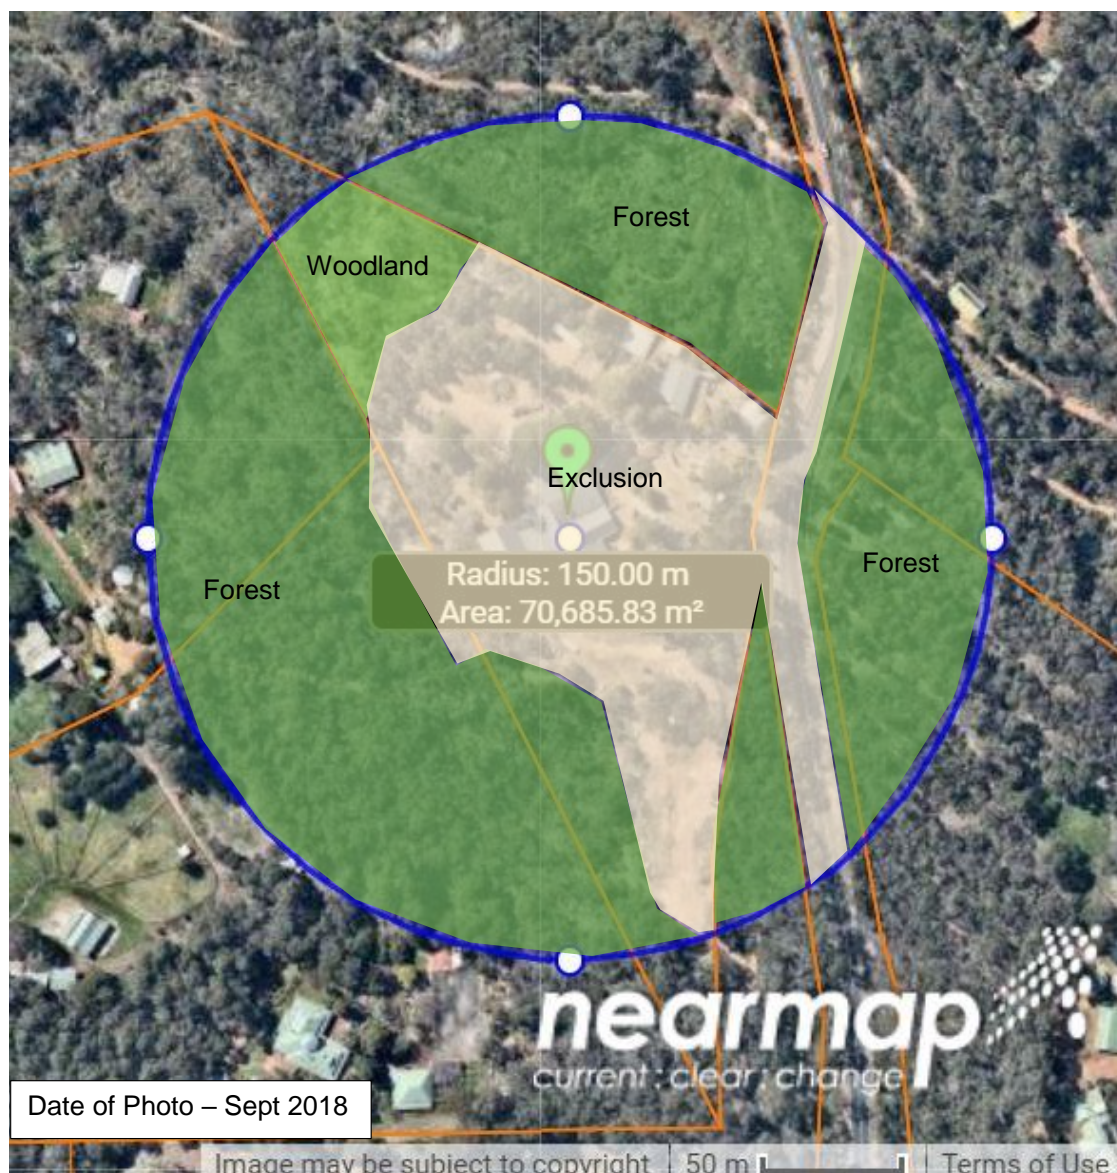 Forest
Woodland
Exclusion
Radius: 150.00 m
Area: 70,685.83 m²
Forest
Forest
nearmap
current : clear : change
Date of Photo – Sept 2018
Image may be subject to copyright
50 m
Terms of Use